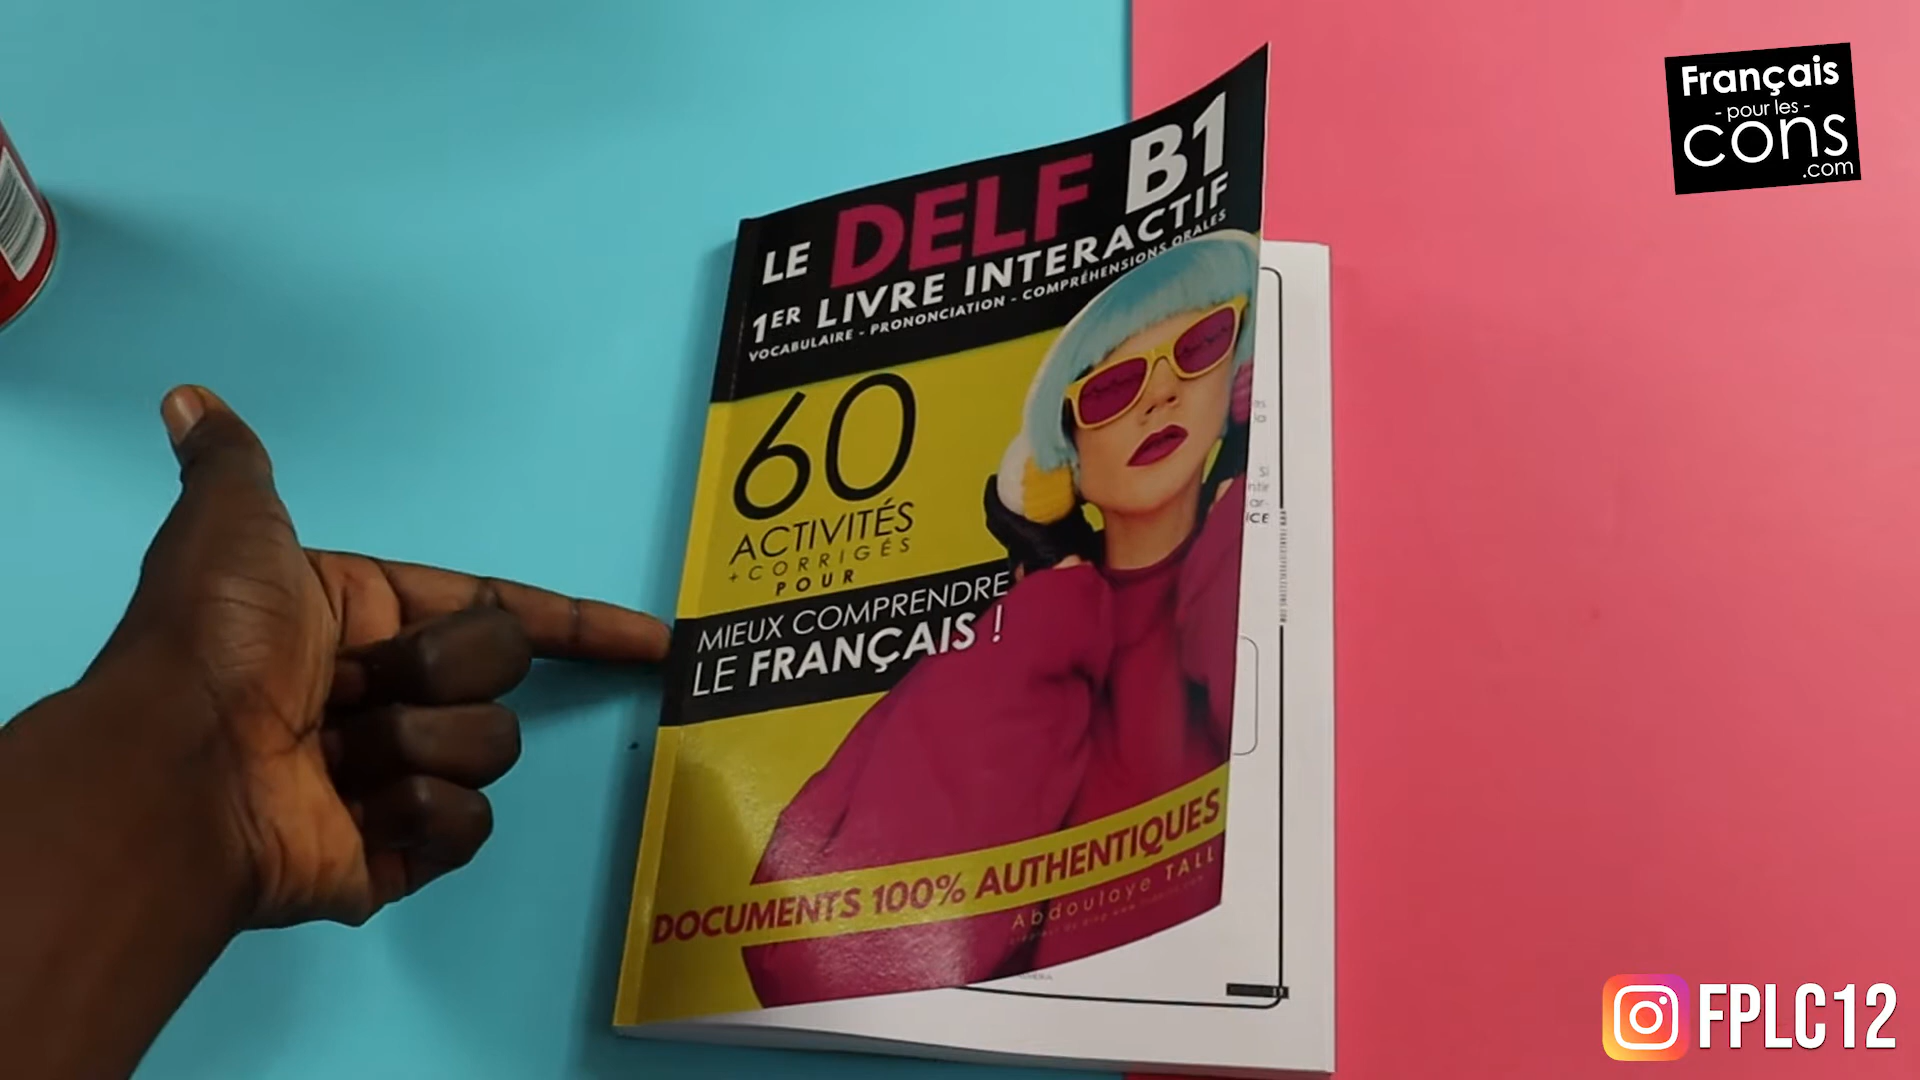 Français
- pour les -
cons
.com
LE DELF B1
1ER LIVRE INTERACTIF
VOCABULAIRE - PRONONCIATION - COMPRÉHENSIONS ORALES
60
ACTIVITÉS
+ CORRIGÉS
POUR
MIEUX COMPRENDRE
LE FRANÇAIS !
DOCUMENTS 100% AUTHENTIQUES
Abdoulaye TALL
FPLC12